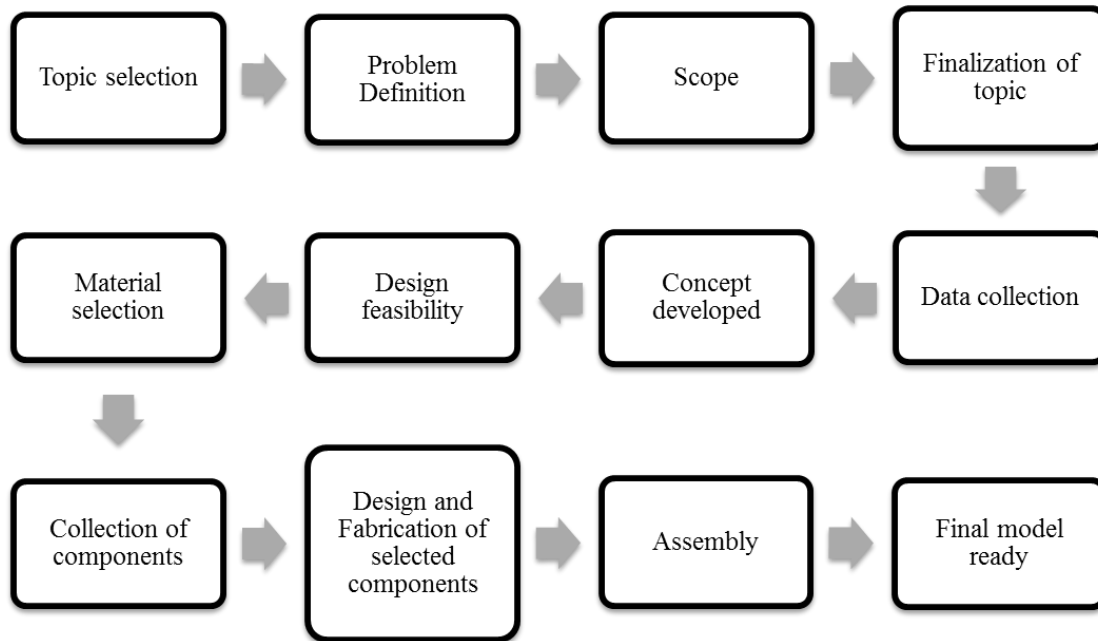 Topic selection
Problem
Definition
Scope
Finalization of
topic
Data collection
Concept
developed
Design
feasibility
Material
selection
Collection of
components
Design and
Fabrication of
selected
components
Assembly
Final model
ready